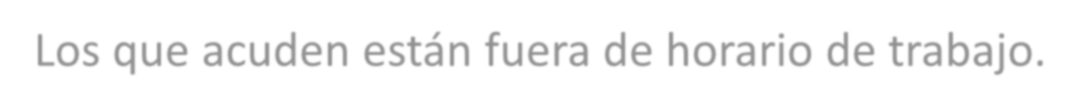 Los que acuden están fuera de horario de trabajo.